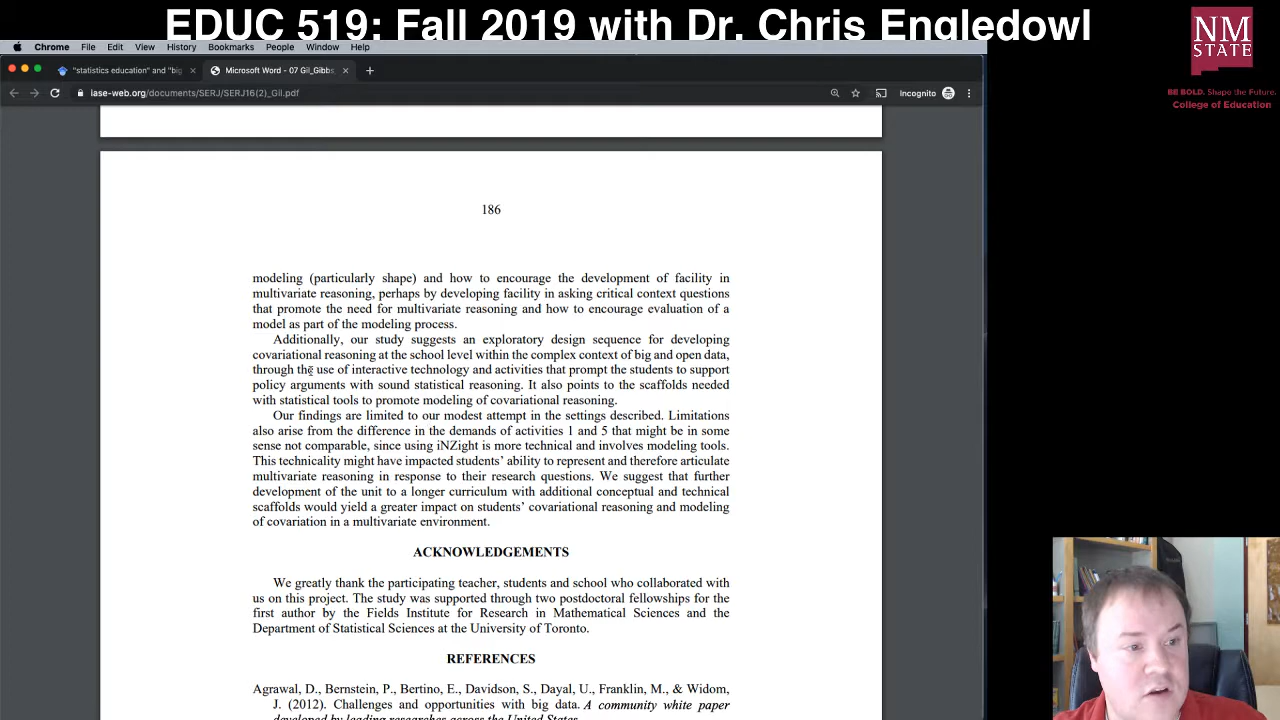 EDUC 519: Fall 2019 with Dr. Chris Engledowl
NM
STATE
BE BOLD. Shape the Future.
College of Education
Chrome File Edit View History Bookmarks People Window Help
"statistics education" and "big
Microsoft Word - 07 Gil_Gibbs
iase-web.org/documents/SERJ/SERJ16(2)_Gil.pdf
Incognito
186
modeling (particularly shape) and how to encourage the development of facility in
multivariate reasoning, perhaps by developing facility in asking critical context questions
that promote the need for multivariate reasoning and how to encourage evaluation of a
model as part of the modeling process.
Additionally, our study suggests an exploratory design sequence for developing
covariational reasoning at the school level within the complex context of big and open data,
through the use of interactive technology and activities that prompt the students to support
policy arguments with sound statistical reasoning. It also points to the scaffolds needed
with statistical tools to promote modeling of covariational reasoning.
Our findings are limited to our modest attempt in the settings described. Limitations
also arise from the difference in the demands of activities 1 and 5 that might be in some
sense not comparable, since using iNZight is more technical and involves modeling tools.
This technicality might have impacted students' ability to represent and therefore articulate
multivariate reasoning in response to their research questions. We suggest that further
development of the unit to a longer curriculum with additional conceptual and technical
scaffolds would yield a greater impact on students' covariational reasoning and modeling
of covariation in a multivariate environment.
ACKNOWLEDGEMENTS
We greatly thank the participating teacher, students and school who collaborated with
us on this project. The study was supported through two postdoctoral fellowships for the
first author by the Fields Institute for Research in Mathematical Sciences and the
Department of Statistical Sciences at the University of Toronto.
REFERENCES
Agrawal, D., Bernstein, P., Bertino, E., Davidson, S., Dayal, U., Franklin, M., & Widom,
J. (2012). Challenges and opportunities with big data. A community white paper
developed by leading researchers across the United States.